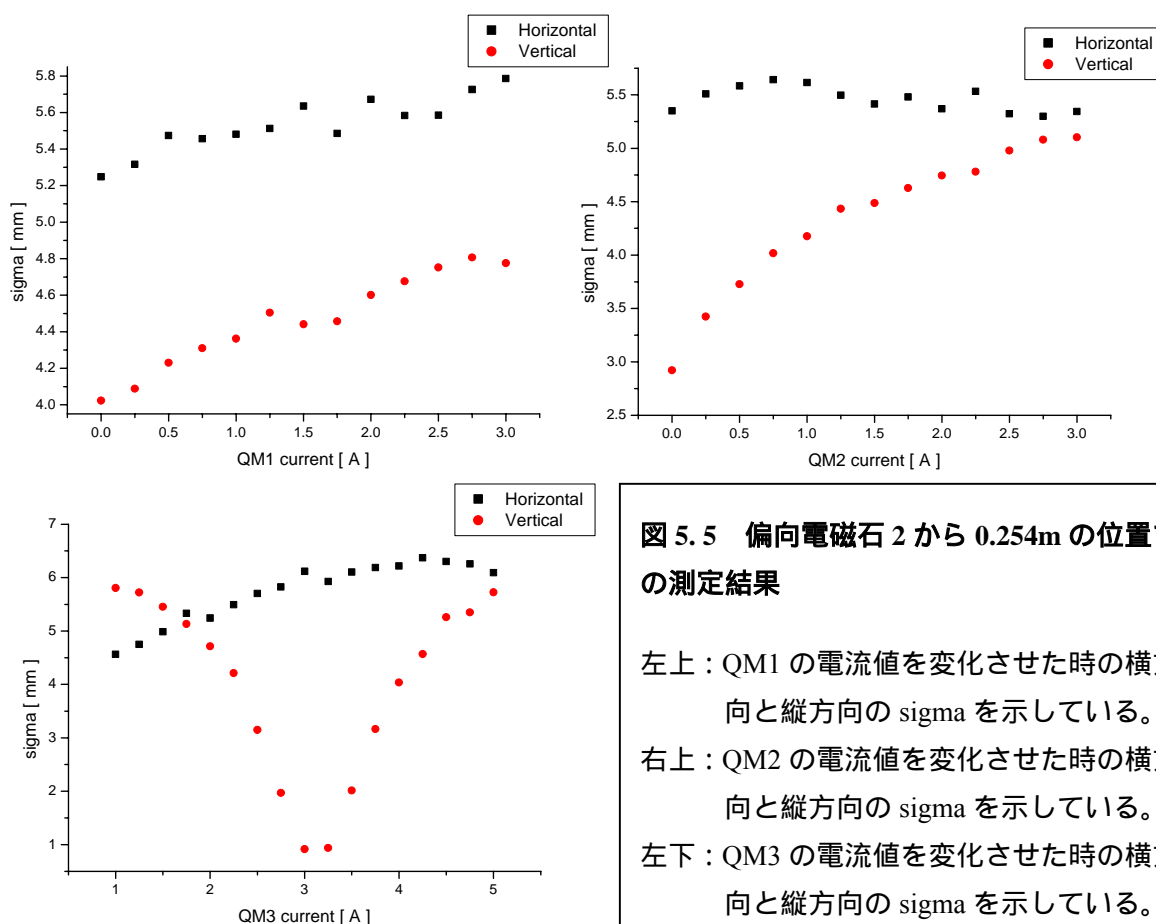 Horizontal
Vertical
5.8
5.6
5.4
5.2
5.0
4.8
4.6
4.4
4.2
4.0
sigma [ mm ]
0.0 0.5 1.0 1.5 2.0 2.5 3.0
QM1 current [ A ]
Horizontal
Vertical
5.5
5.0
4.5
4.0
3.5
3.0
2.5
sigma [ mm ]
0.0 0.5 1.0 1.5 2.0 2.5 3.0
QM2 current [ A ]
Horizontal
Vertical
7
6
5
4
3
2
1
sigma [ mm ]
1 2 3 4 5
QM3 current [ A ]
図 5. 5 偏向電磁石 2 から 0.254m の位置
の測定結果
左上：QM1 の電流値を変化させた時の横
向と縦方向の sigma を示している。
右上：QM2 の電流値を変化させた時の横
向と縦方向の sigma を示している。
左下：QM3 の電流値を変化させた時の横
向と縦方向の sigma を示している。